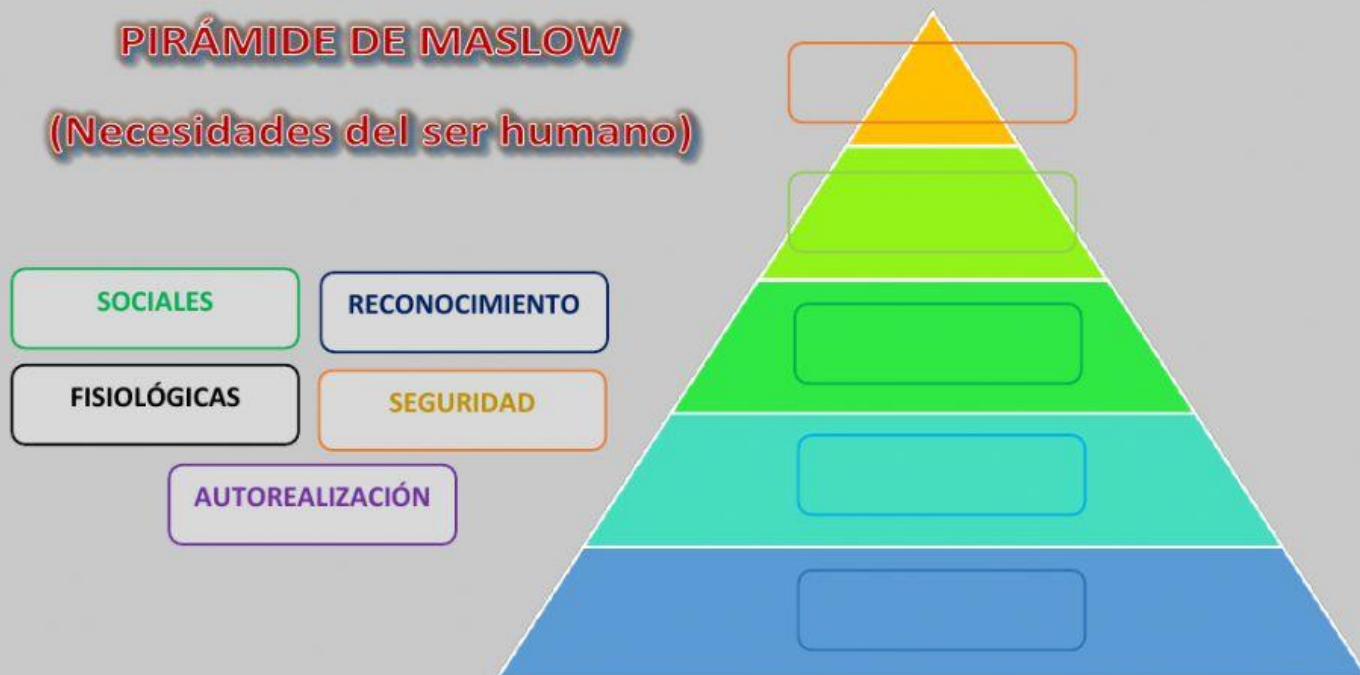 PIRÁMIDE DE MASLOW
(Necesidades del ser humano)
SOCIALES
RECONOCIMIENTO
FISIOLÓGICAS
SEGURIDAD
AUTOREALIZACIÓN